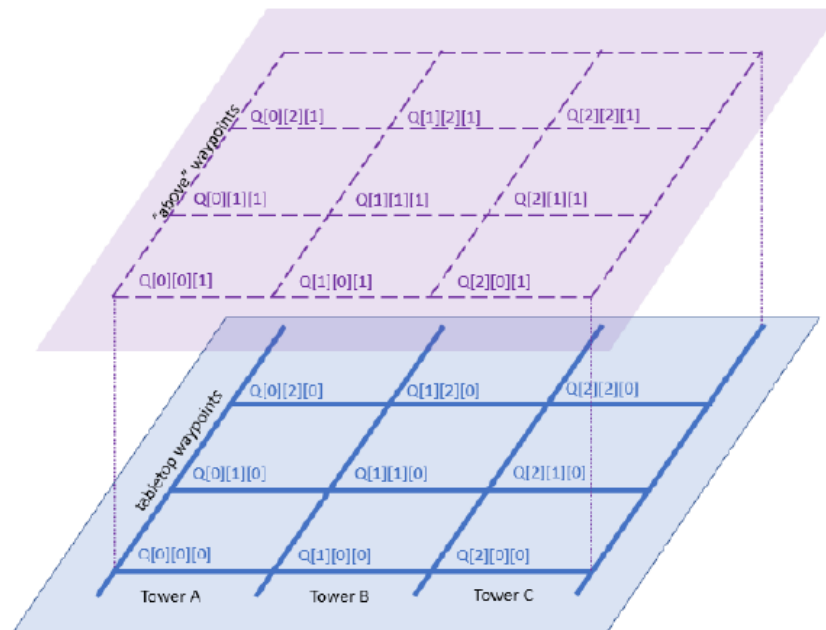 "above" waypoints
Q[0][2][1] Q[1][2][1] Q[2][2][1]
Q[0][1][1] Q[1][1][1] Q[2][1][1]
Q[0][0][1] Q[1][0][1] Q[2][0][1]
tabletop waypoints
Q[0][2][0] Q[1][2][0] Q[2][2][0]
Q[0][1][0] Q[1][1][0] Q[2][1][0]
Q[0][0][0] Q[1][0][0] Q[2][0][0]
Tower A Tower B Tower C